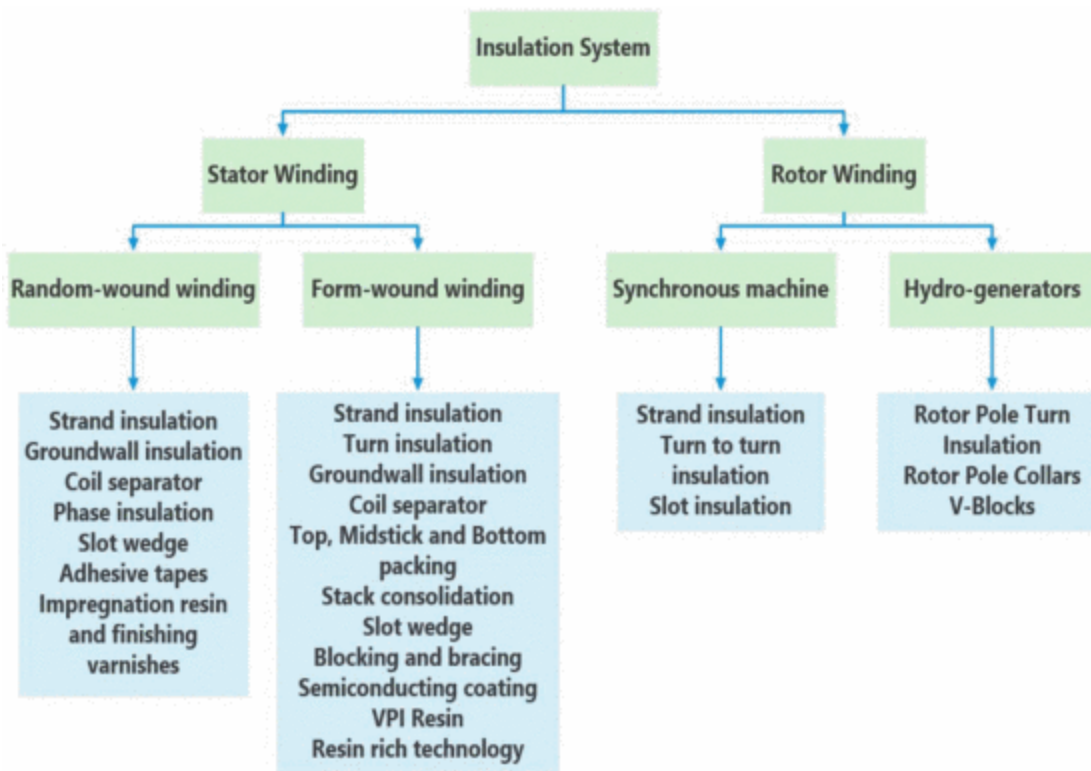 Insulation System
Stator Winding
Rotor Winding
Random-wound winding
Form-wound winding
Synchronous machine
Hydro-generators
Strand insulation
Groundwall insulation
Coil separator
Phase insulation
Slot wedge
Adhesive tapes
Impregnation resin
and finishing
varnishes
Strand insulation
Turn insulation
Groundwall insulation
Coil separator
Top, Midstick and Bottom
packing
Stack consolidation
Slot wedge
Blocking and bracing
Semiconducting coating
VPI Resin
Resin rich technology
Strand insulation
Turn to turn
insulation
Slot insulation
Rotor Pole Turn
Insulation
Rotor Pole Collars
V-Blocks